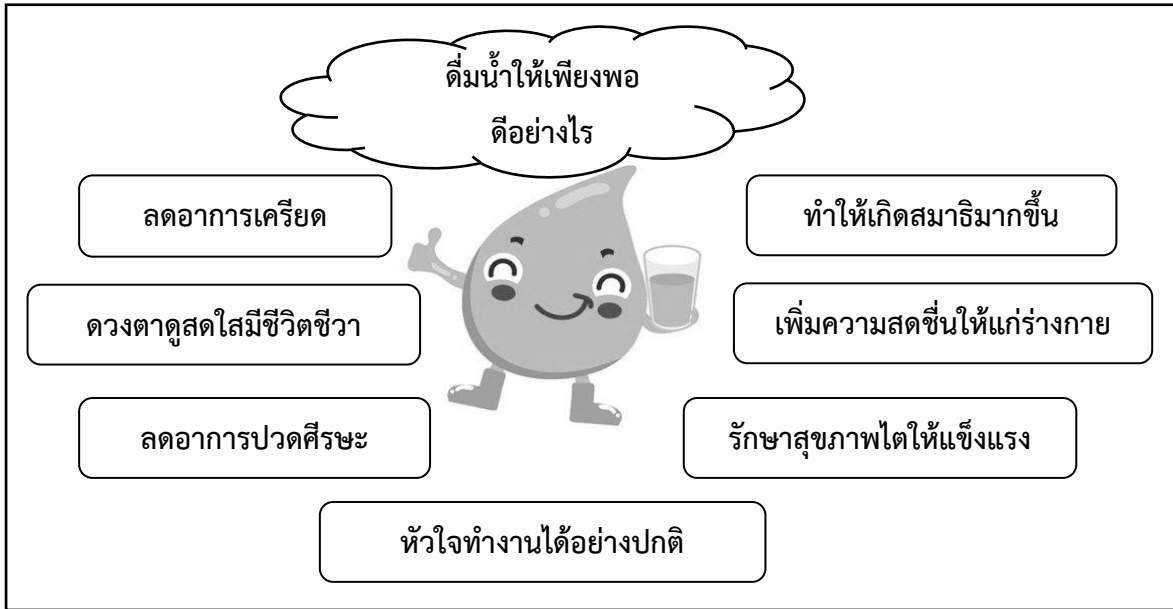 ดื่มน้ำให้เพียงพอ
ดีอย่างไร
ลดอาการเครียด
ทำให้เกิดสมาธิมากขึ้น
ดวงตาดูสดใสมีชีวิตชีวา
เพิ่มความสดชื่นให้แก่ร่างกาย
ลดอาการปวดศีรษะ
รักษาสุขภาพไตให้แข็งแรง
หัวใจทำงานได้อย่างปกติ